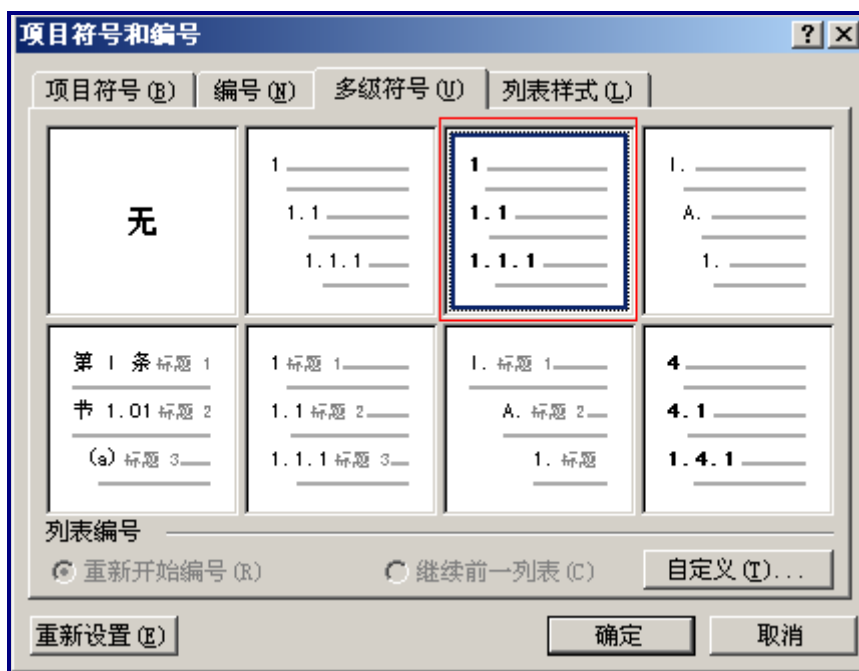 项目符号和编号
项目符号(B) 编号(N) 多级符号(U) 列表样式(L)
无
1
1.1
1.1.1
1
1.1
1.1.1
I.
A.
1.
第 I 条 标题 1
节 1.01 标题 2
(a) 标题 3
1 标题 1
1.1 标题 2
1.1.1 标题 3
I. 标题 1
A. 标题 2
1. 标题
4
4.1
1.4.1
列表编号
重新开始编号(R) 继续前一列表(C) 自定义(T)...
重新设置(E) 确定 取消